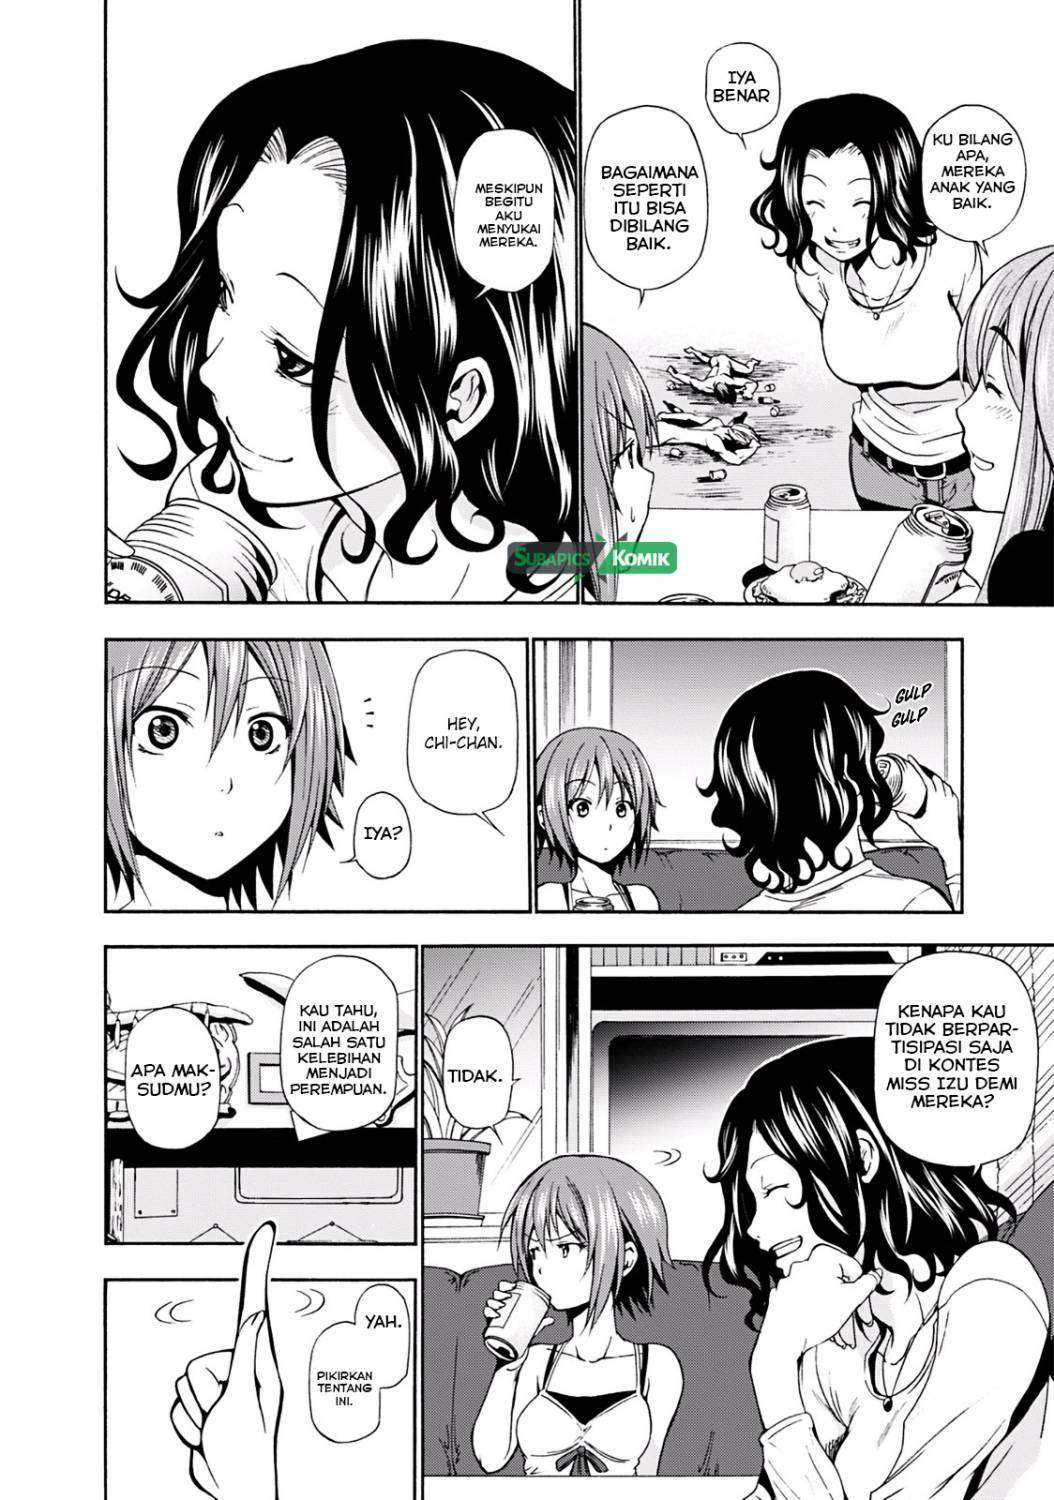 IYA
BENAR
KU BILANG
APA,
MEREKA
ANAK YANG
BAIK.
BAGAIMANA
SEPERTI
ITU BISA
DIBILANG
BAIK.
MESKIPUN
BEGITU
AKU
MENYUKAI
MEREKA.
SUBAPICS KOMIK
GULP
GULP
HEY,
CHI-CHAN.
IYA?
KENAPA KAU
TIDAK BERPAR-
TISIPASI SAJA
DI KONTES
MISS IZU DEMI
MEREKA?
TIDAK.
KAU TAHU,
INI ADALAH
SALAH SATU
KELEBIHAN
MENJADI
PEREMPUAN.
APA MAK-
SUDMU?
YAH.
PIKIRKAN
TENTANG
INI.